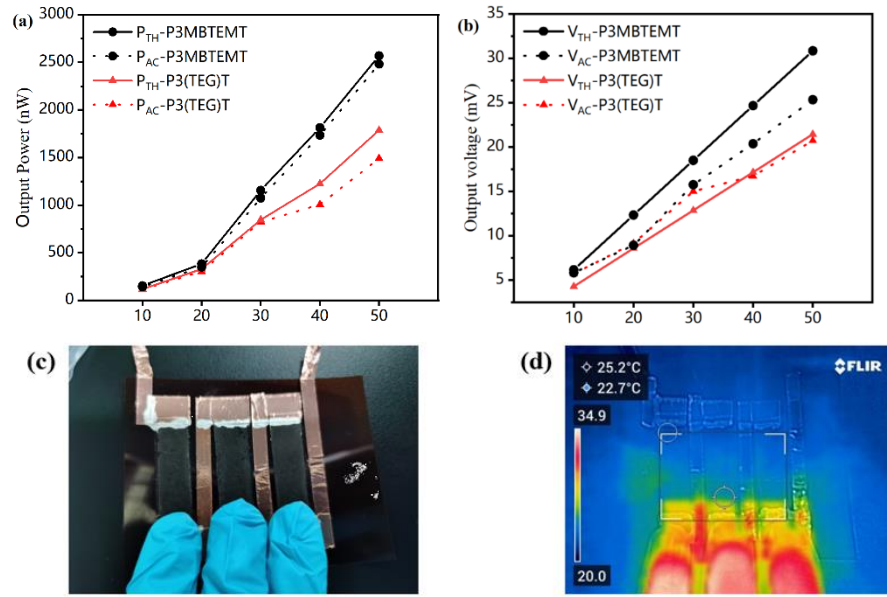 (a)
Output Power (nW)
3000
2500
2000
1500
1000
500
0
10 20 30 40 50
P_TH-P3MBTEMT
P_AC-P3MBTEMT
P_TH-P3(TEG)T
P_AC-P3(TEG)T
(b)
Output voltage (mV)
35
30
25
20
15
10
5
10 20 30 40 50
V_TH-P3MBTEMT
V_AC-P3MBTEMT
V_TH-P3(TEG)T
V_AC-P3(TEG)T
(c)
(d)
25.2°C
22.7°C
FLIR
34.9
20.0